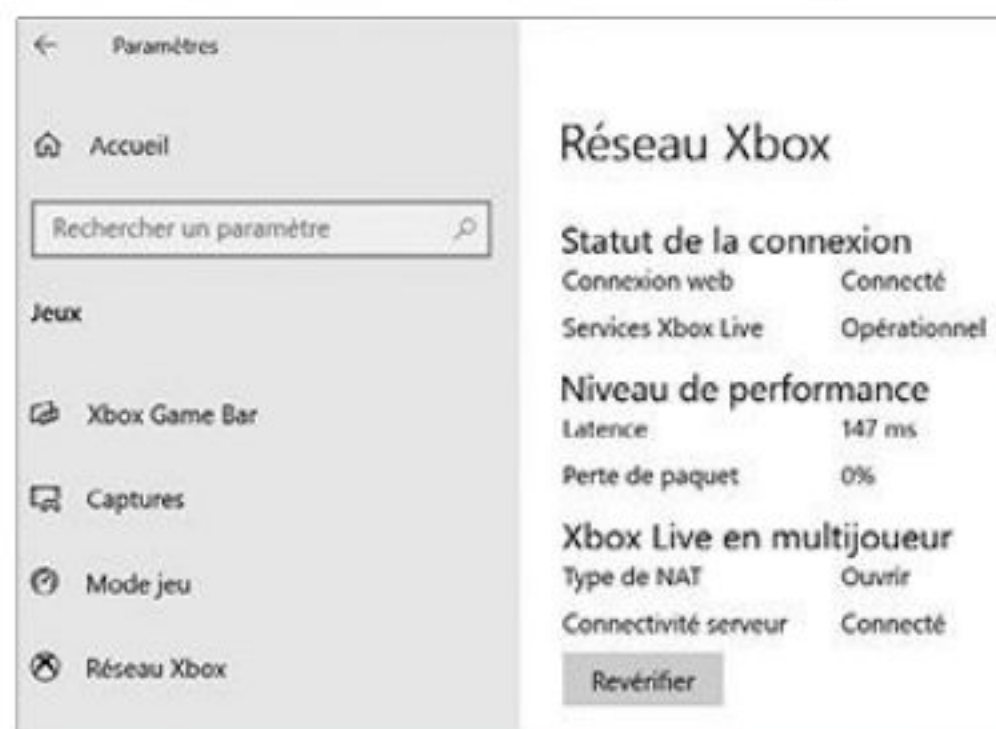 Paramètres
Accueil
Rechercher un paramètre
Jeux
Xbox Game Bar
Captures
Mode jeu
Réseau Xbox
Réseau Xbox
Statut de la connexion
Connexion web Connecté
Services Xbox Live Opérationnel
Niveau de performance
Latence 147 ms
Perte de paquet 0%
Xbox Live en multijoueur
Type de NAT Ouvrir
Connectivité serveur Connecté
Revérifier